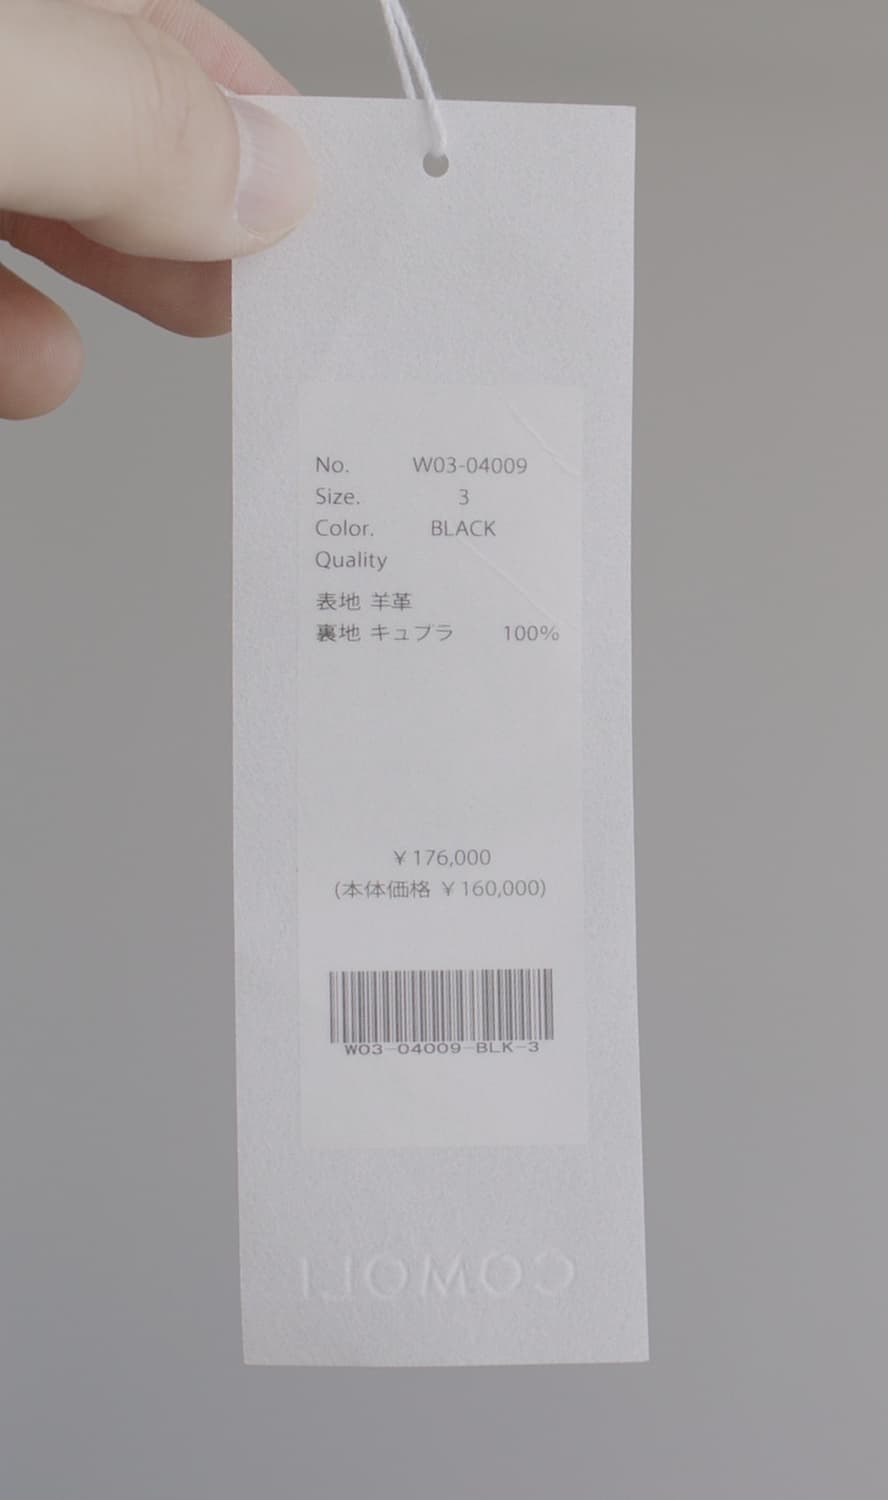 No. W03-04009
Size. 3
Color. BLACK
Quality
表地 羊革
裏地 キュプラ 100%
¥176,000
(本体価格 ¥160,000)
W03-04009-BLK-3
COMOLI